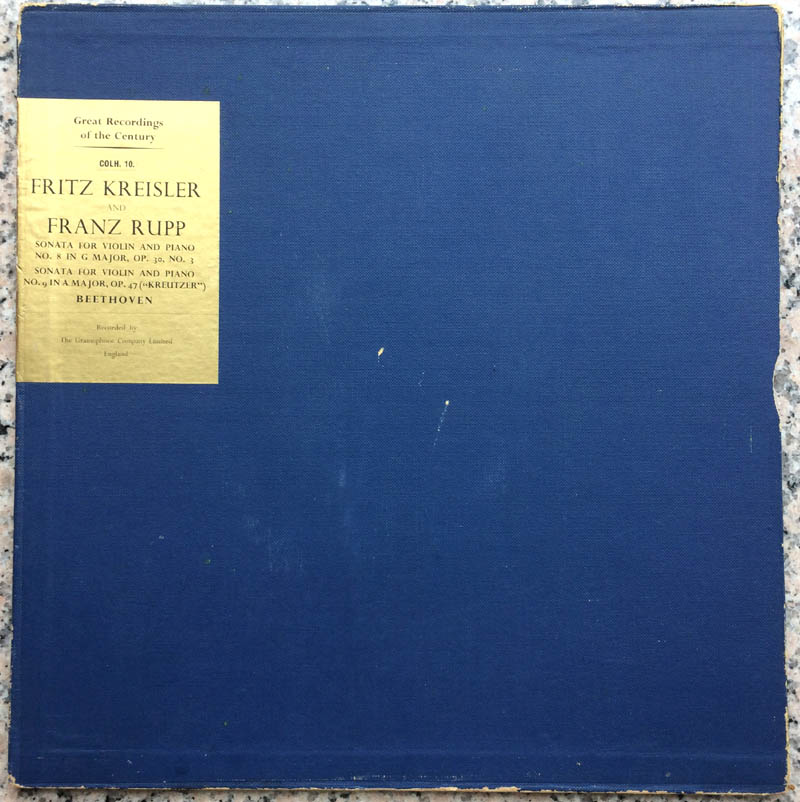 Great Recordings
of the Century
COLH. 10.
FRITZ KREISLER
AND
FRANZ RUPP
SONATA FOR VIOLIN AND PIANO
NO. 8 IN G MAJOR, OP. 30, NO. 3
SONATA FOR VIOLIN AND PIANO
NO. 9 IN A MAJOR, OP. 47 (“KREUTZER”)
BEETHOVEN
Recorded by
The Gramophone Company Limited
England